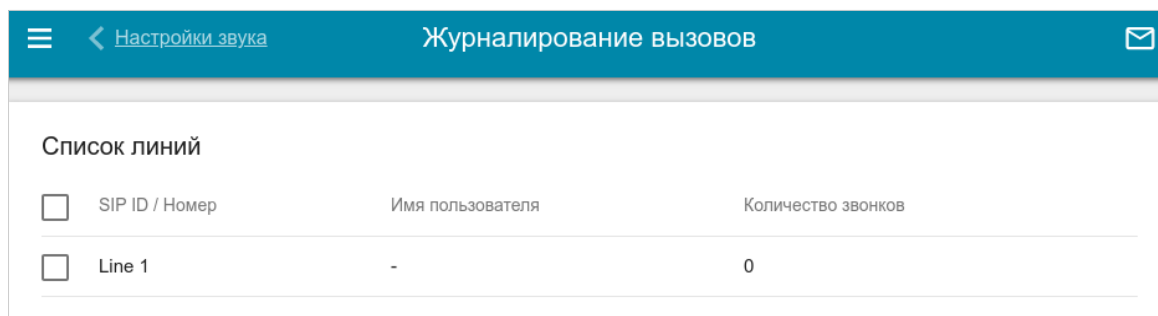 Настройки звука Журналирование вызовов
Список линий
SIP ID / Номер Имя пользователя Количество звонков
Line 1 - 0